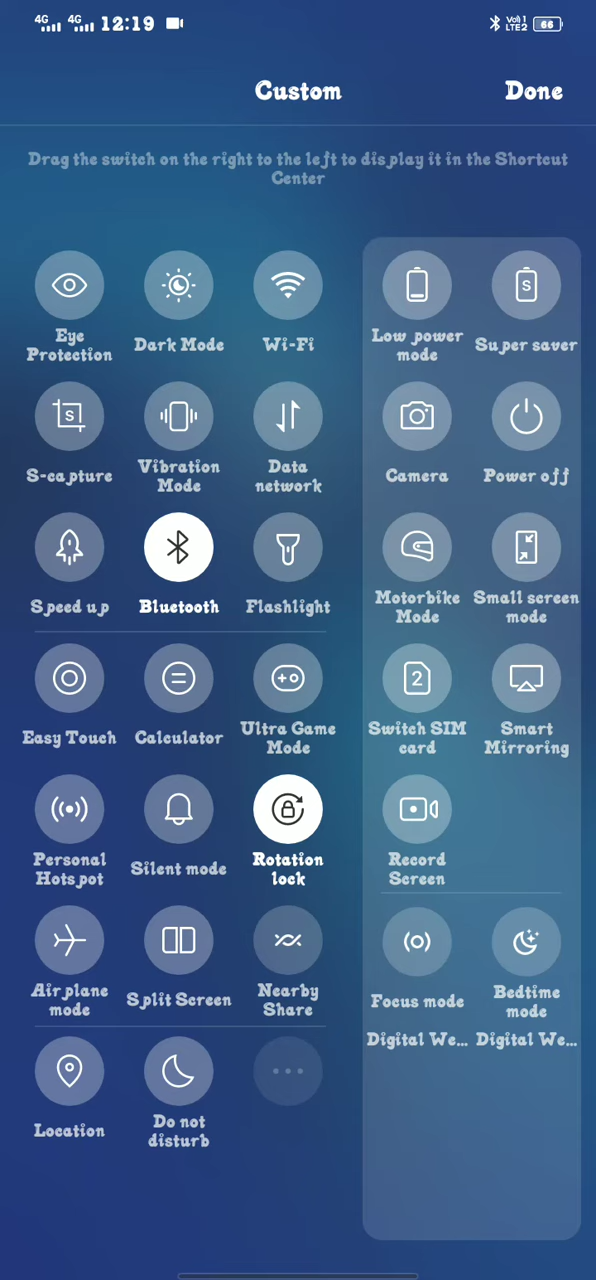 4G 4G 12:19 Vol) 1 LTE2 66
Custom Done
Drag the switch on the right to the left to display it in the Shortcut
Center
Eye
Protection
Dark Mode
Wi-Fi
Low power
mode
S
Super saver
S
S-capture
Vibration
Mode
Data
network
Camera
Power off
Speed up
Bluetooth
Flashlight
Motorbike
Mode
Small screen
mode
Easy Touch
Calculator
Ultra Game
Mode
2
Switch SIM
card
Smart
Mirroring
Personal
Hotspot
Silent mode
Rotation
lock
Record
Screen
Airplane
mode
Split Screen
Nearby
Share
Focus mode
Digital We...
Bedtime
mode
Digital We...
Location
Do not
disturb